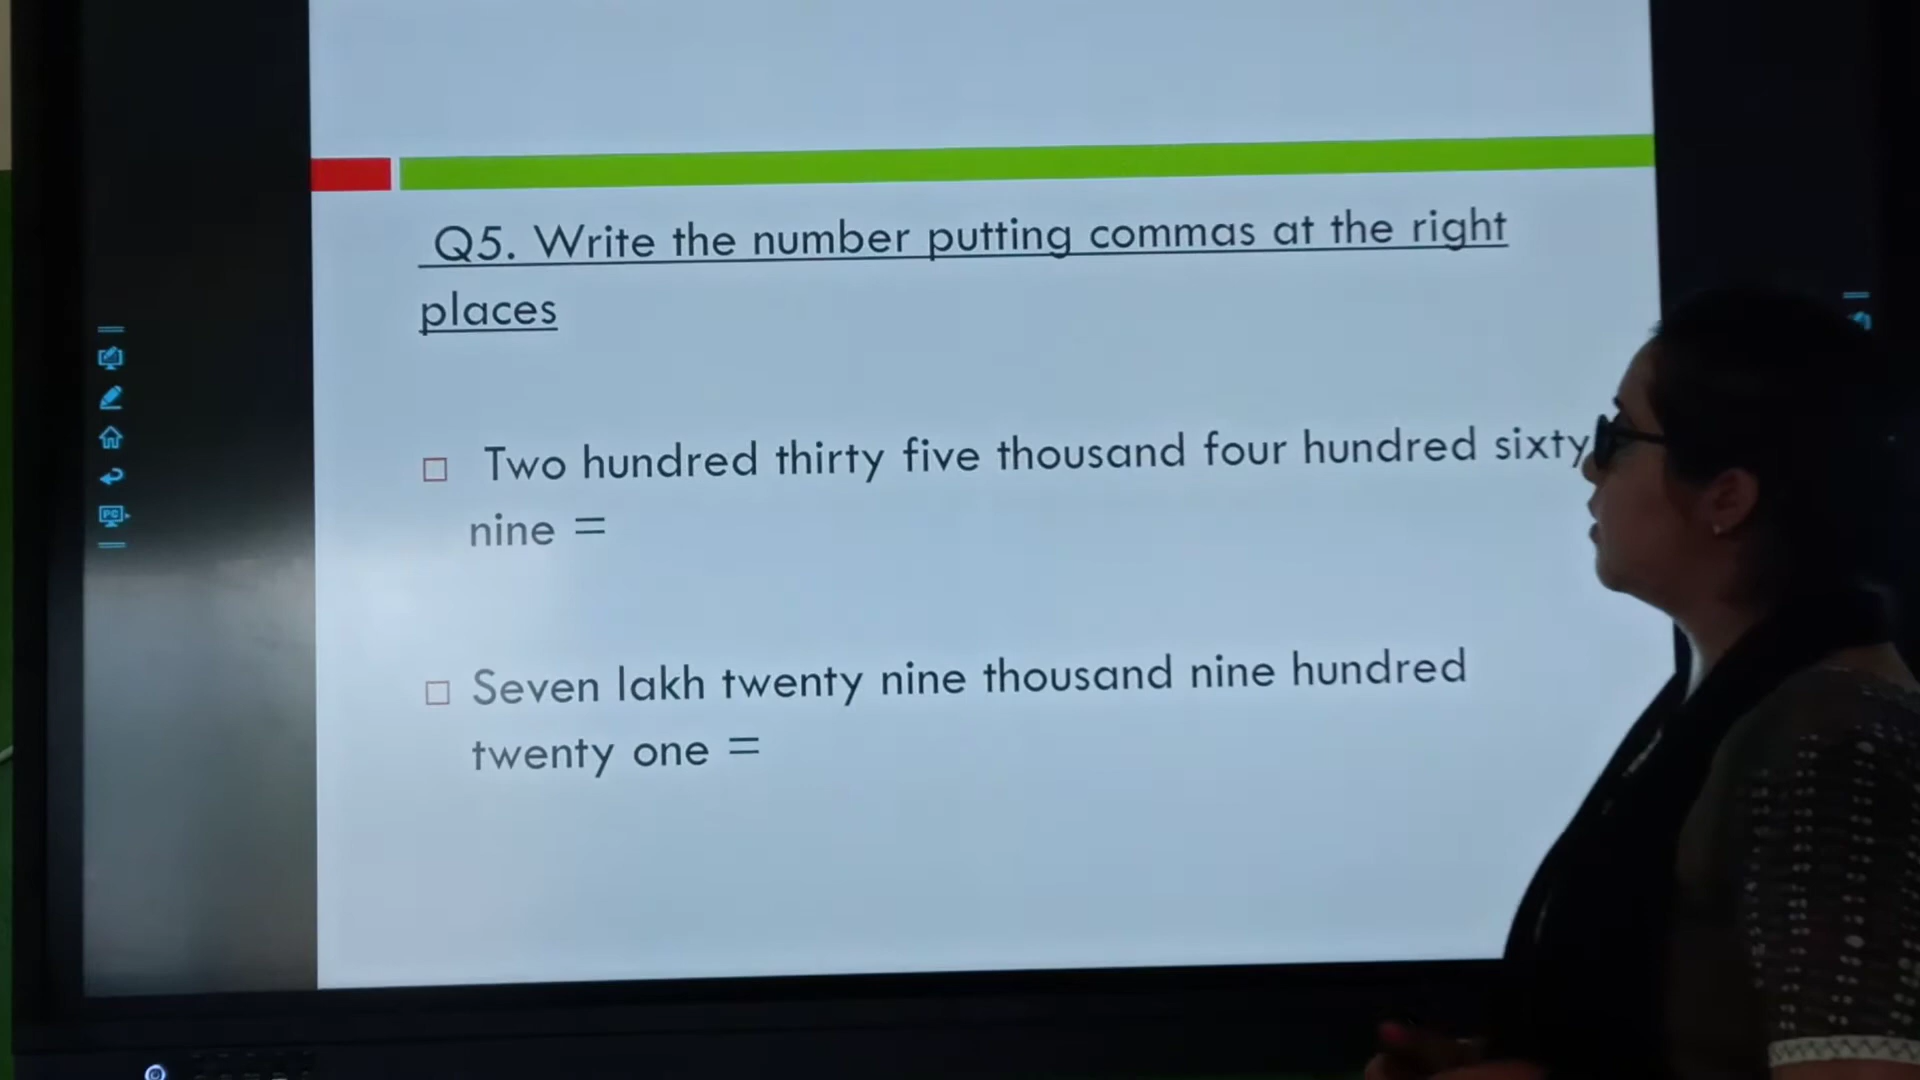 Q5. Write the number putting commas at the right
places
Two hundred thirty five thousand four hundred sixty
nine =
Seven lakh twenty nine thousand nine hundred
twenty one =
PC